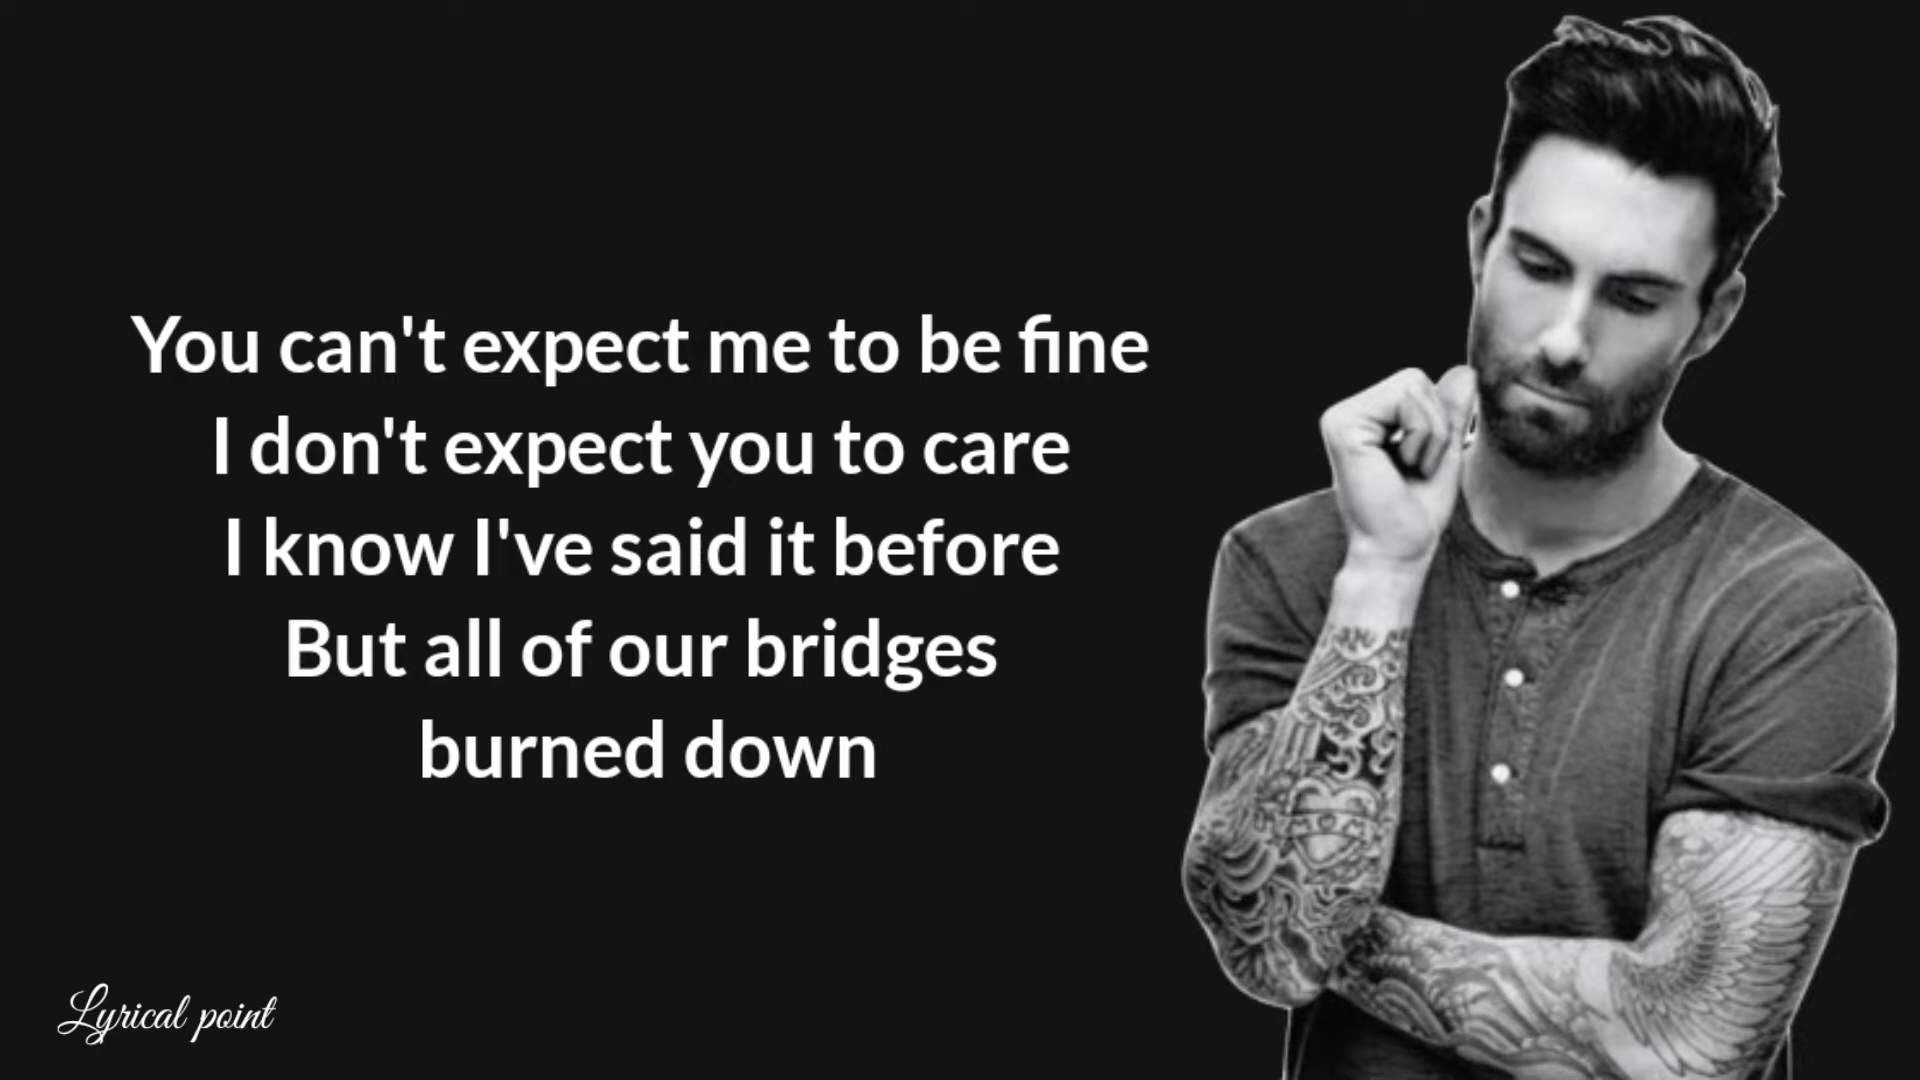 You can't expect me to be fine
I don't expect you to care
I know I've said it before
But all of our bridges
burned down
MOM
Lyrical point